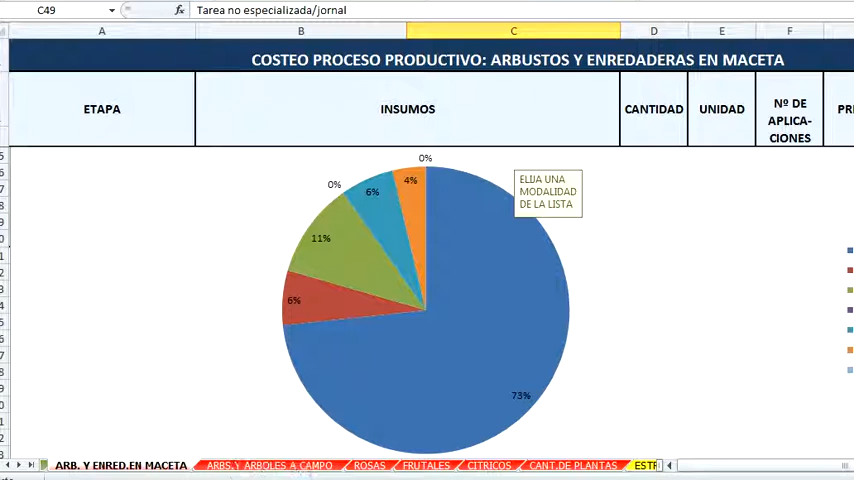 C49 fx Tarea no especializada/jornal
A B C D E F
COSTEO PROCESO PRODUCTIVO: ARBUSTOS Y ENREDADERAS EN MACETA
ETAPA INSUMOS CANTIDAD UNIDAD Nº DE
APLICA-
CIONES
0%
0% 6% 4%
11%
6%
73%
ELIJA UNA
MODALIDAD
DE LA LISTA
ARB. Y ENRED.EN MACETA ARBS.Y ARBOLES A CAMPO ROSAS FRUTALES CITRICOS CANT.DE PLANTAS